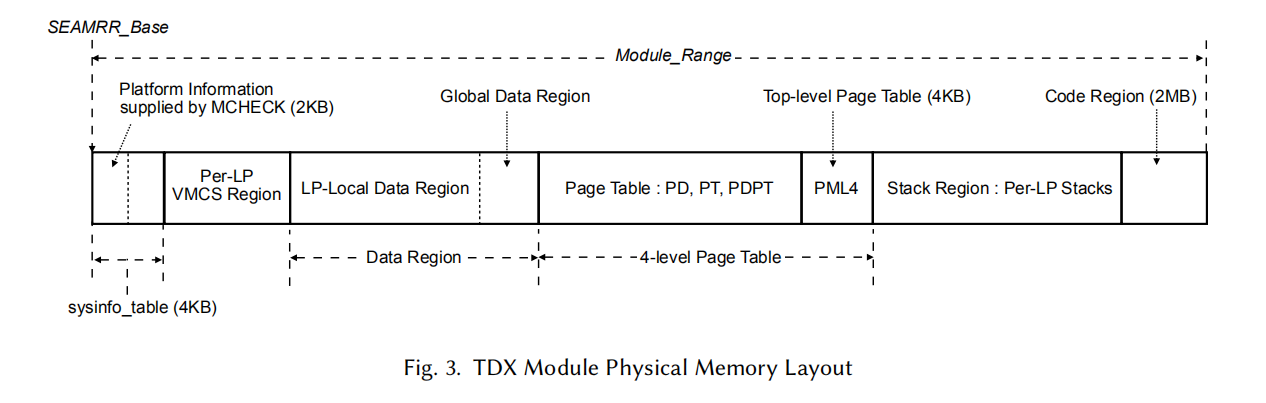 SEAMRR_Base
Module_Range
Platform Information
supplied by MCHECK (2KB)
Global Data Region
Top-level Page Table (4KB)
Code Region (2MB)
Per-LP
VMCS Region
LP-Local Data Region
Page Table : PD, PT, PDPT
PML4
Stack Region : Per-LP Stacks
Data Region
4-level Page Table
sysinfo_table (4KB)
Fig. 3. TDX Module Physical Memory Layout